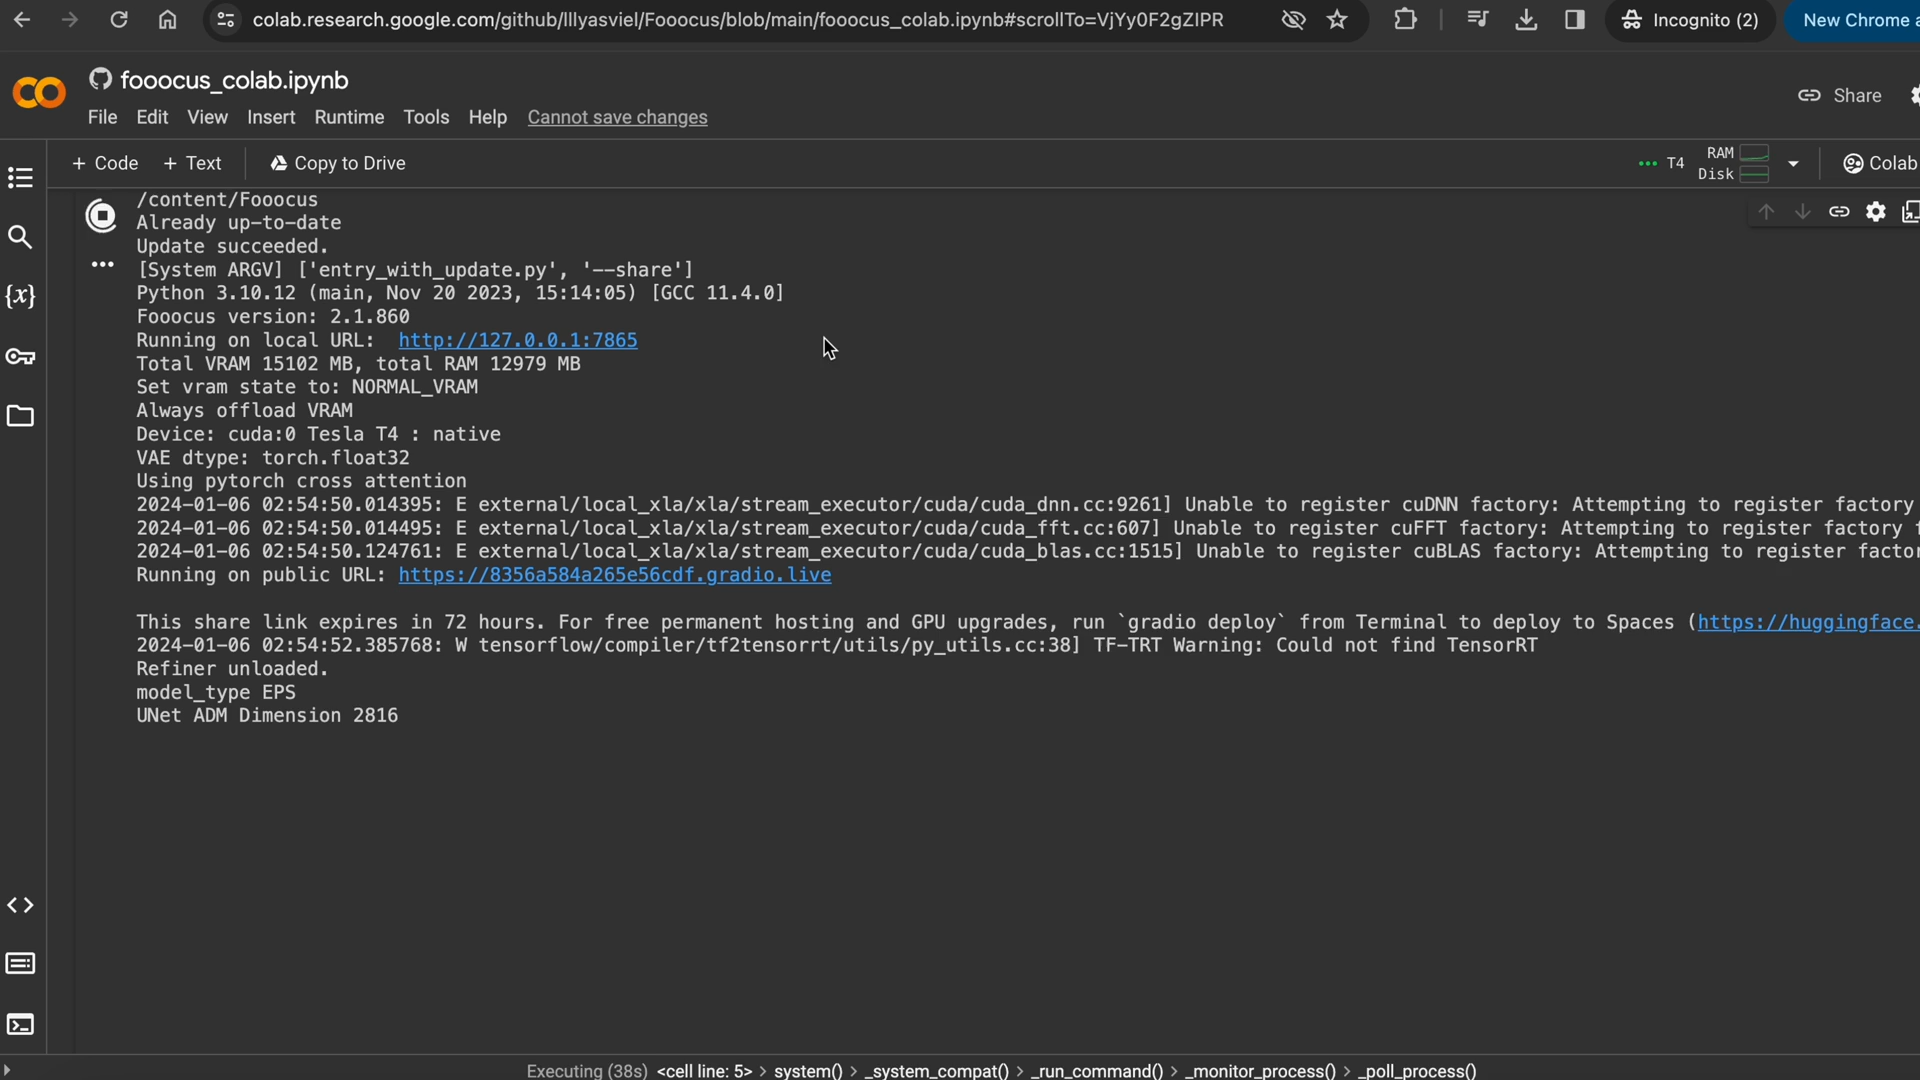 colab.research.google.com/github/lllyasviel/Fooocus/blob/main/fooocus_colab.ipynb#scrollTo=VjYy0F2gZIPR
Incognito (2)
New Chrome
fooocus_colab.ipynb
Share
File Edit View Insert Runtime Tools Help Cannot save changes
+ Code + Text Copy to Drive
T4
RAM
Disk
Colab
/content/Fooocus
Already up-to-date
Update succeeded.
[System ARGV] ['entry_with_update.py', '--share']
Python 3.10.12 (main, Nov 20 2023, 15:14:05) [GCC 11.4.0]
Fooocus version: 2.1.860
Running on local URL:  http://127.0.0.1:7865
Total VRAM 15102 MB, total RAM 12979 MB
Set vram state to: NORMAL_VRAM
Always offload VRAM
Device: cuda:0 Tesla T4 : native
VAE dtype: torch.float32
Using pytorch cross attention
2024-01-06 02:54:50.014395: E external/local_xla/xla/stream_executor/cuda/cuda_dnn.cc:9261] Unable to register cuDNN factory: Attempting to register factory
2024-01-06 02:54:50.014495: E external/local_xla/xla/stream_executor/cuda/cuda_fft.cc:607] Unable to register cuFFT factory: Attempting to register factory
2024-01-06 02:54:50.124761: E external/local_xla/xla/stream_executor/cuda/cuda_blas.cc:1515] Unable to register cuBLAS factory: Attempting to register
Running on public URL: https://8356a584a265e56cdf.gradio.live
This share link expires in 72 hours. For free permanent hosting and GPU upgrades, run `gradio deploy` from Terminal to deploy to Spaces (https://huggingface.
2024-01-06 02:54:52.385768: W tensorflow/compiler/tf2tensorrt/utils/py_utils.cc:38] TF-TRT Warning: Could not find TensorRT
Refiner unloaded.
model_type EPS
UNet ADM Dimension 2816
Executing (38s) <cell line: 5> > system() > _system_compat() > _run_command() > _monitor_process() > _poll_process()